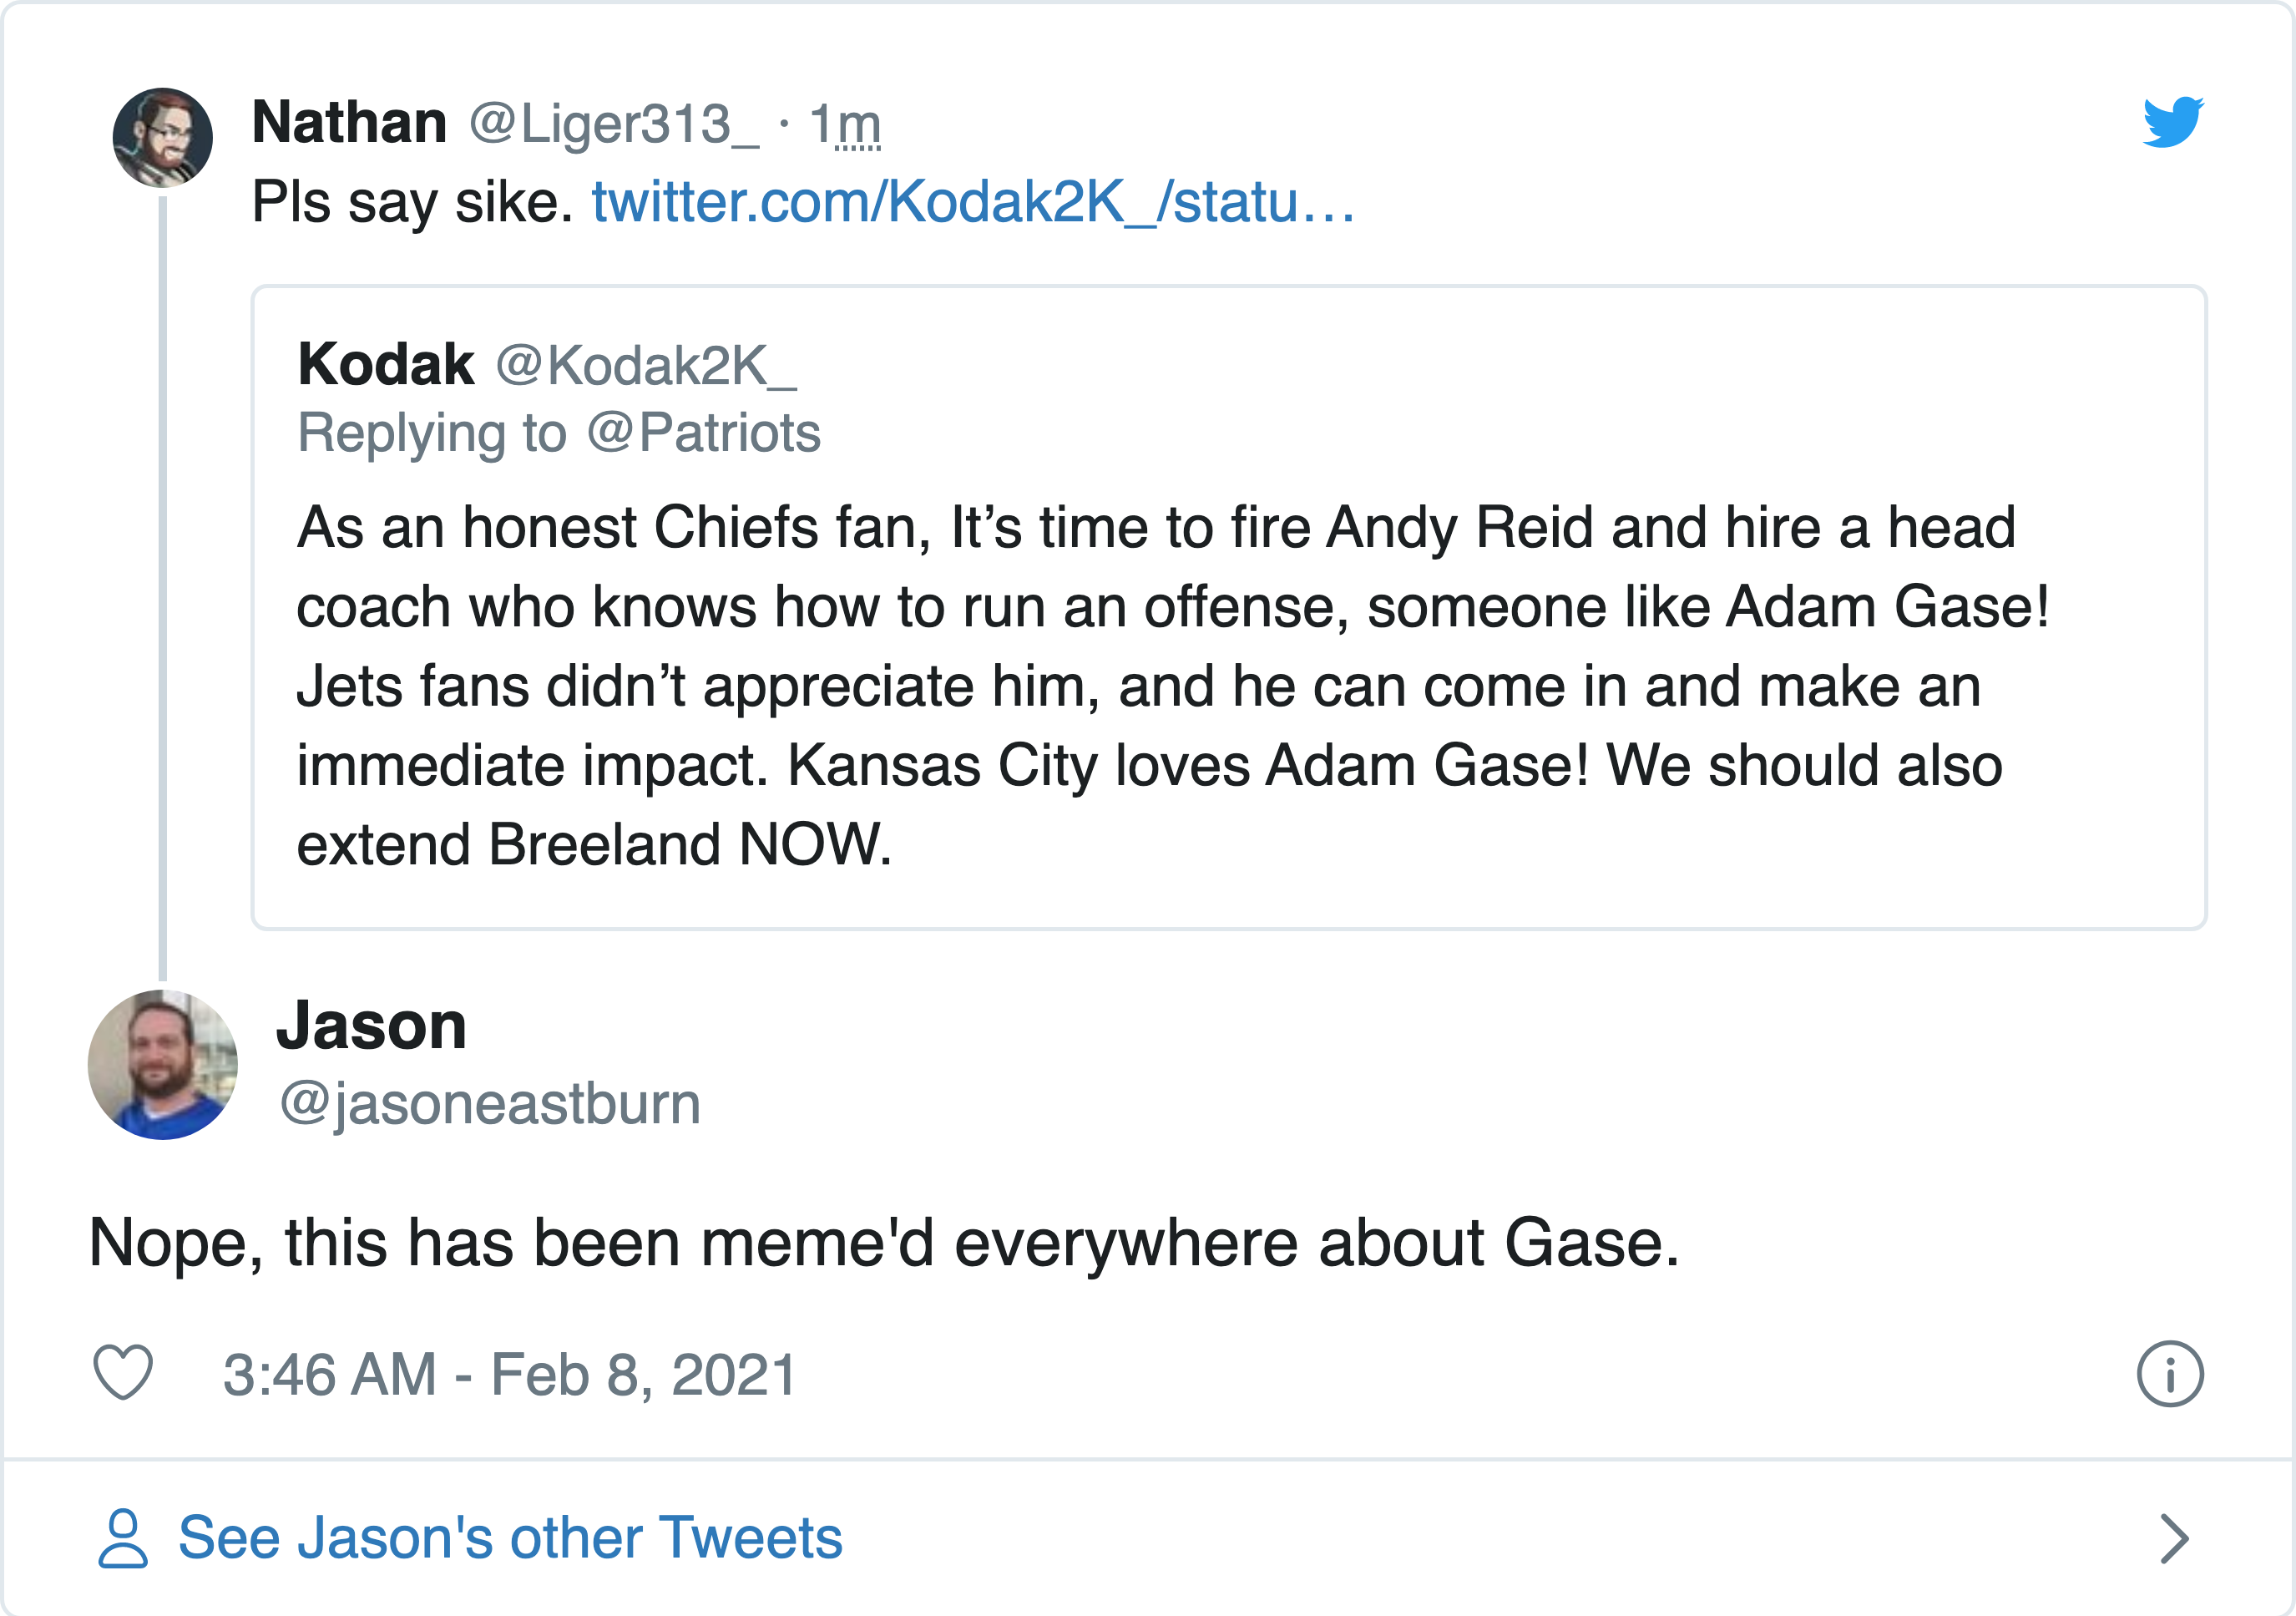 Nathan @Liger313_ · 1m
Pls say sike. twitter.com/Kodak2K_/statu…
Kodak @Kodak2K_
Replying to @Patriots
As an honest Chiefs fan, It’s time to fire Andy Reid and hire a head
coach who knows how to run an offense, someone like Adam Gase!
Jets fans didn’t appreciate him, and he can come in and make an
immediate impact. Kansas City loves Adam Gase! We should also
extend Breeland NOW.
Jason
@jasoneastburn
Nope, this has been meme'd everywhere about Gase.
3:46 AM - Feb 8, 2021
See Jason's other Tweets